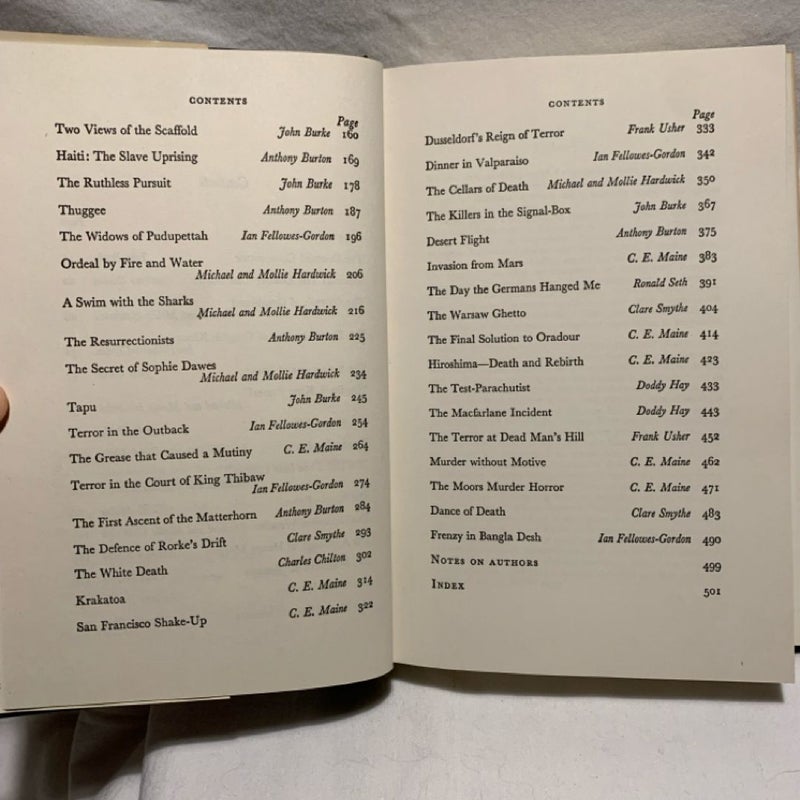 CONTENTS
Page
Two Views of the Scaffold John Burke 160
Haiti: The Slave Uprising Anthony Burton 169
The Ruthless Pursuit John Burke 178
Thuggee Anthony Burton 187
The Widows of Pudupettah Ian Fellowes-Gordon 196
Ordeal by Fire and Water
Michael and Mollie Hardwick 206
A Swim with the Sharks
Michael and Mollie Hardwick 216
The Resurrectionists Anthony Burton 225
The Secret of Sophie Dawes
Michael and Mollie Hardwick 234
Tapu John Burke 245
Terror in the Outback Ian Fellowes-Gordon 254
The Grease that Caused a Mutiny C. E. Maine 264
Terror in the Court of King Thibaw
Ian Fellowes-Gordon 274
The First Ascent of the Matterhorn Anthony Burton 284
The Defence of Rorke's Drift Clare Smythe 293
The White Death Charles Chilton 302
Krakatoa C. E. Maine 314
San Francisco Shake-Up C. E. Maine 322
CONTENTS
Page
Dusseldorf's Reign of Terror Frank Usher 333
Dinner in Valparaiso Ian Fellowes-Gordon 342
The Cellars of Death Michael and Mollie Hardwick 350
The Killers in the Signal-Box John Burke 367
Desert Flight Anthony Burton 375
Invasion from Mars C. E. Maine 383
The Day the Germans Hanged Me Ronald Seth 391
The Warsaw Ghetto Clare Smythe 404
The Final Solution to Oradour C. E. Maine 414
Hiroshima—Death and Rebirth C. E. Maine 423
The Test-Parachutist Doddy Hay 433
The Macfarlane Incident Doddy Hay 443
The Terror at Dead Man's Hill Frank Usher 452
Murder without Motive C. E. Maine 462
The Moors Murder Horror C. E. Maine 471
Dance of Death Clare Smythe 483
Frenzy in Bangla Desh Ian Fellowes-Gordon 490
NOTES ON AUTHORS 499
INDEX 501